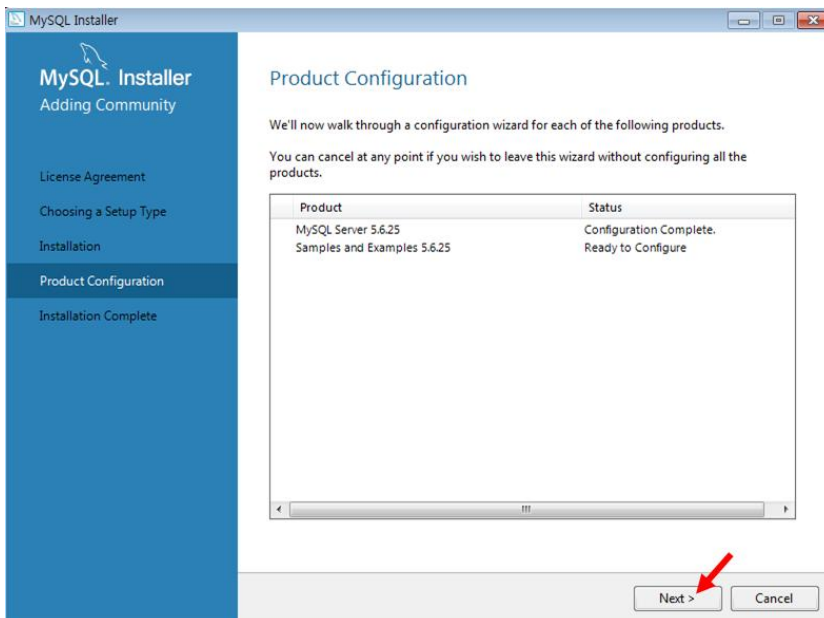 MySQL Installer
MySQL. Installer
Adding Community
License Agreement
Choosing a Setup Type
Installation
Product Configuration
Installation Complete
Product Configuration
We'll now walk through a configuration wizard for each of the following products.
You can cancel at any point if you wish to leave this wizard without configuring all the
products.
Product Status
MySQL Server 5.6.25 Configuration Complete.
Samples and Examples 5.6.25 Ready to Configure
Next > Cancel